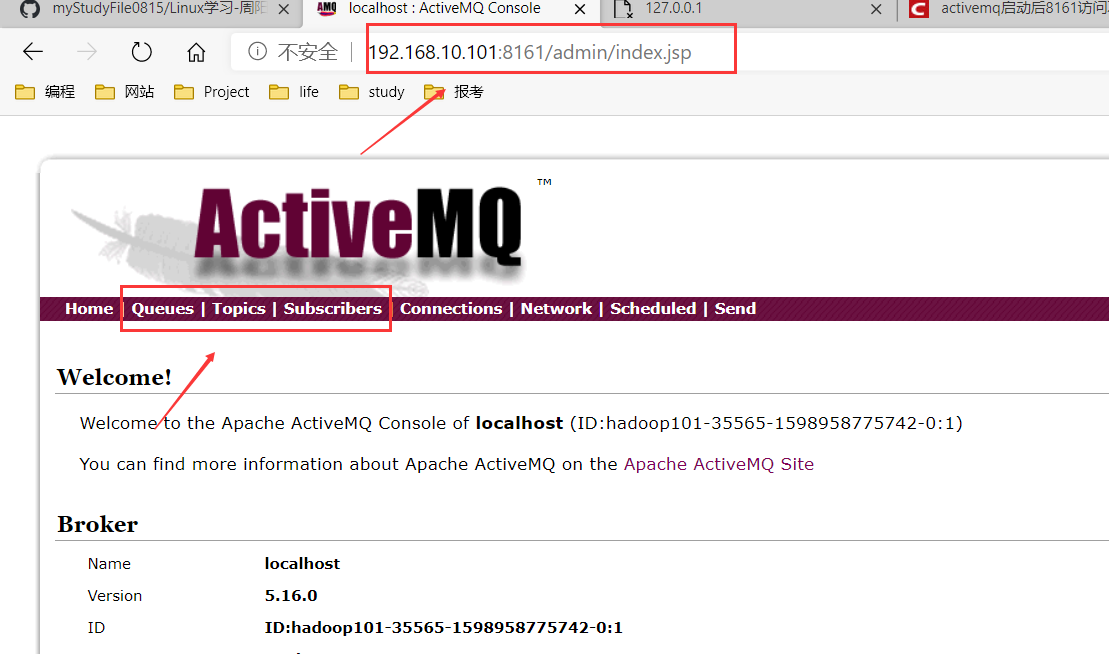 myStudyFile0815/Linux学习-周阳
localhost : ActiveMQ Console
127.0.0.1
activemq启动后8161访问
不安全 192.168.10.101:8161/admin/index.jsp
编程 网站 Project life study 报考
ActiveMQ ™
Home | Queues | Topics | Subscribers | Connections | Network | Scheduled | Send
Welcome!
Welcome to the Apache ActiveMQ Console of localhost (ID:hadoop101-35565-1598958775742-0:1)
You can find more information about Apache ActiveMQ on the Apache ActiveMQ Site
Broker
Name localhost
Version 5.16.0
ID ID:hadoop101-35565-1598958775742-0:1